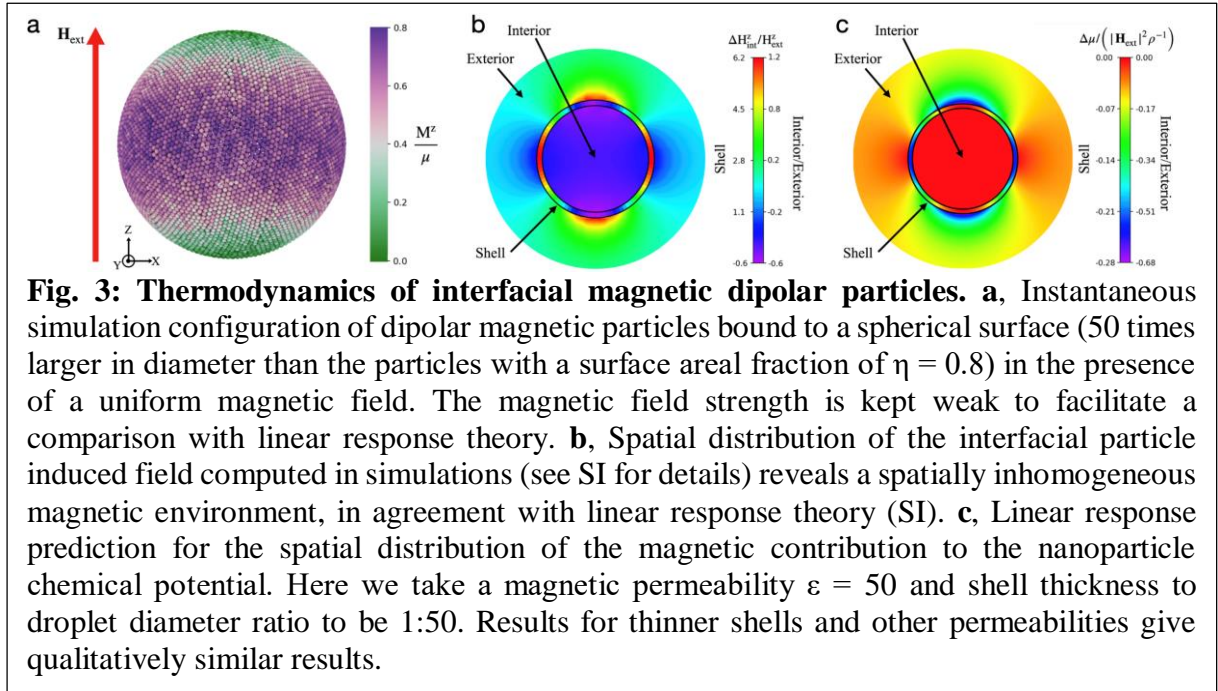 a
H_ext
Z
Y
X
0.8
0.6
0.4
0.2
0.0
M^z
μ
b
Interior
Exterior
Shell
ΔH^z_int/H^z_ext
6.2
1.2
4.5
0.7
2.8
0.3
1.1
-0.2
-0.6
-0.6
Shell
Interior/Exterior
c
Interior
Exterior
Shell
Δμ/(|H_ext|²ρ⁻¹)
0.00
0.00
-0.07
-0.17
-0.14
-0.34
-0.21
-0.51
-0.28
-0.68
Shell
Interior/Exterior
Fig. 3: Thermodynamics of interfacial magnetic dipolar particles. a, Instantaneous
simulation configuration of dipolar magnetic particles bound to a spherical surface (50 times
larger in diameter than the particles with a surface areal fraction of η = 0.8) in the presence
of a uniform magnetic field. The magnetic field strength is kept weak to facilitate a
comparison with linear response theory. b, Spatial distribution of the interfacial particle
induced field computed in simulations (see SI for details) reveals a spatially inhomogeneous
magnetic environment, in agreement with linear response theory (SI). c, Linear response
prediction for the spatial distribution of the magnetic contribution to the nanoparticle
chemical potential. Here we take a magnetic permeability ε = 50 and shell thickness to
droplet diameter ratio to be 1:50. Results for thinner shells and other permeabilities give
qualitatively similar results.